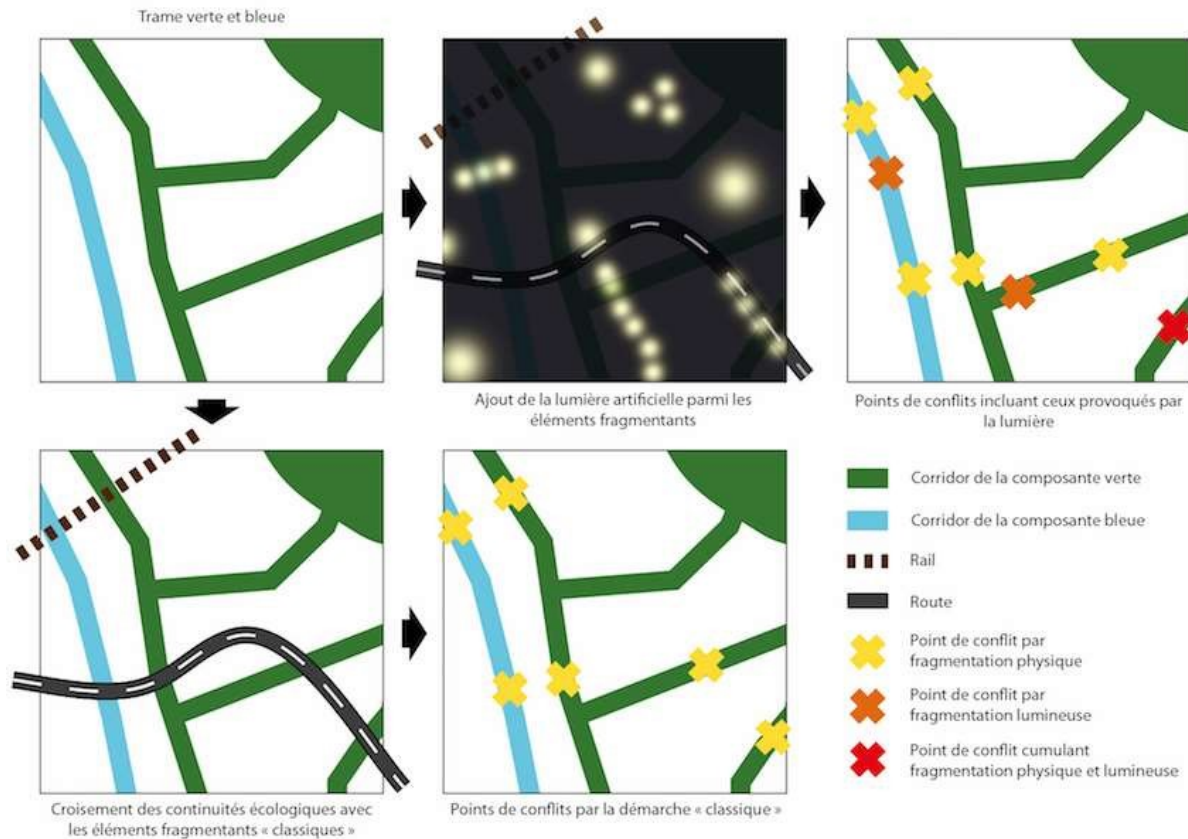 Trame verte et bleue
Ajout de la lumière artificielle parmi les
éléments fragmentants
Points de conflits incluant ceux provoqués par
la lumière
Croisement des continuités écologiques avec
les éléments fragmentants « classiques »
Points de conflits par la démarche « classique »
Corridor de la composante verte
Corridor de la composante bleue
Rail
Route
Point de conflit par
fragmentation physique
Point de conflit par
fragmentation lumineuse
Point de conflit cumulant
fragmentation physique et lumineuse